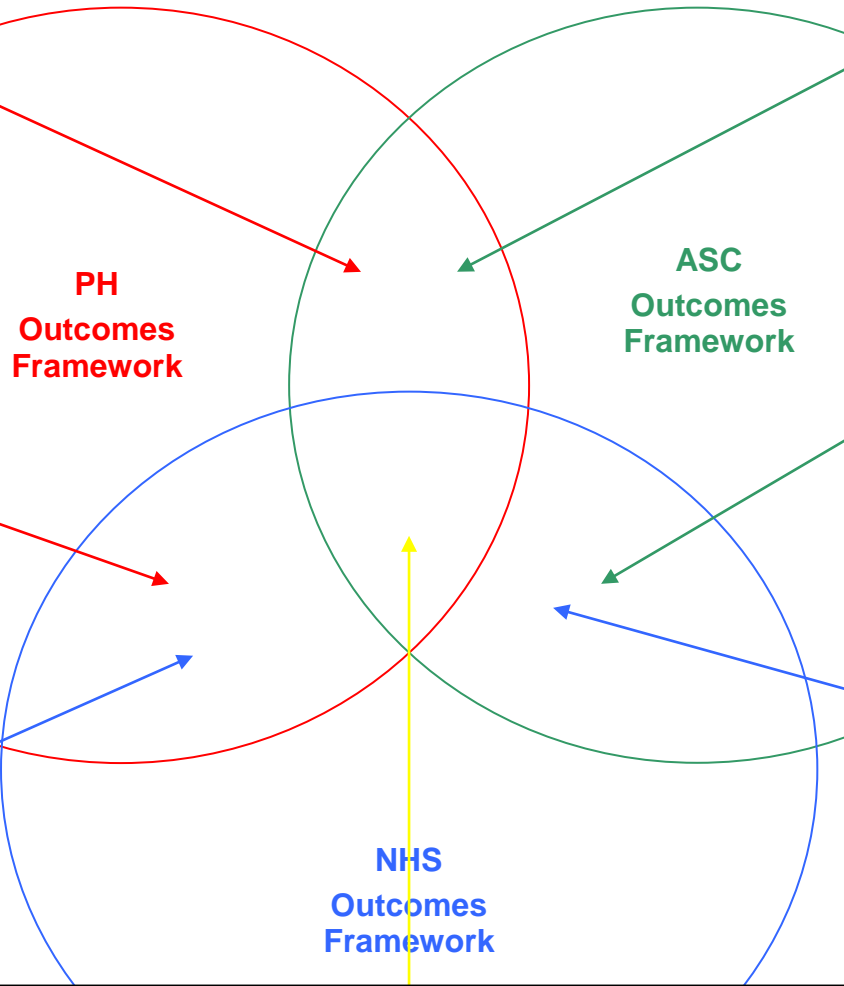 PH
Outcomes
Framework
ASC
Outcomes
Framework
NHS
Outcomes
Framework